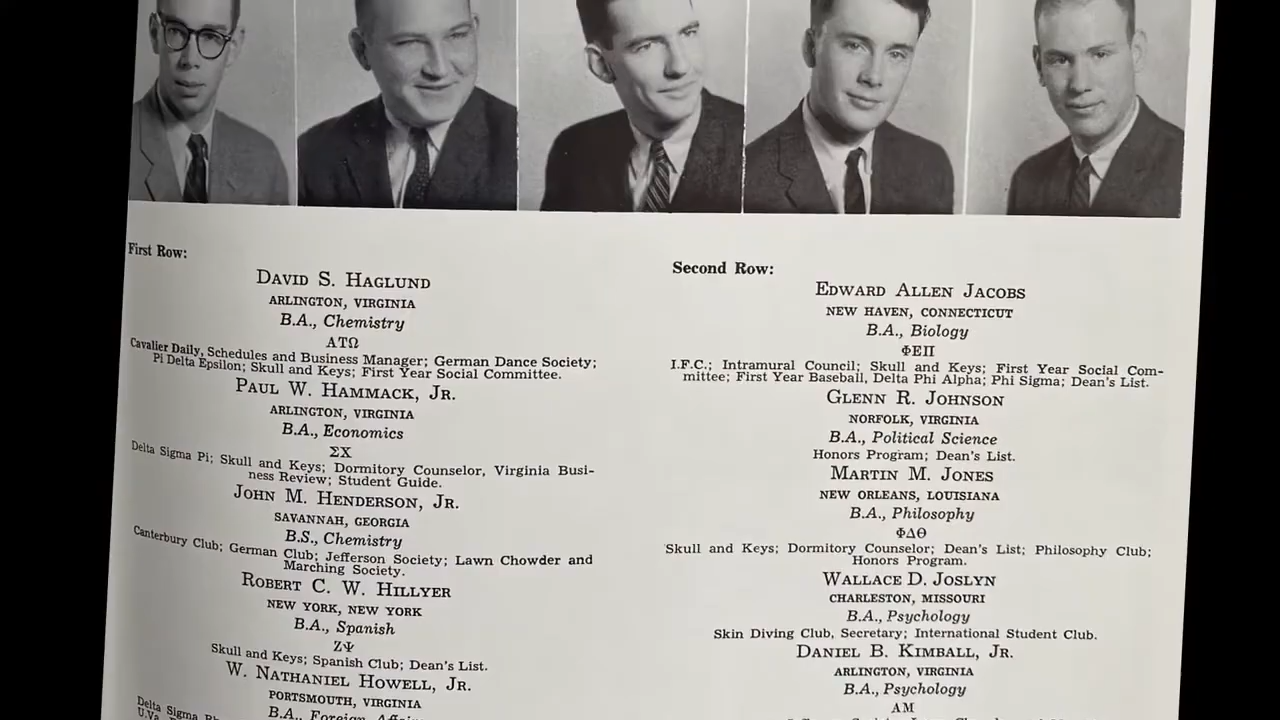 First Row:
DAVID S. HAGLUND
ARLINGTON, VIRGINIA
B.A., Chemistry
ΑΤΩ
Cavalier Daily, Schedules and Business Manager; German Dance Society;
Pi Delta Epsilon; Skull and Keys; First Year Social Committee.
PAUL W. HAMMACK, JR.
ARLINGTON, VIRGINIA
B.A., Economics
ΣΧ
Delta Sigma Pi; Skull and Keys; Dormitory Counselor, Virginia Busi-
ness Review; Student Guide.
JOHN M. HENDERSON, JR.
SAVANNAH, GEORGIA
B.S., Chemistry
Canterbury Club; German Club; Jefferson Society; Lawn Chowder and
Marching Society.
ROBERT C. W. HILLYER
NEW YORK, NEW YORK
B.A., Spanish
ΖΨ
Skull and Keys; Spanish Club; Dean's List.
W. NATHANIEL HOWELL, JR.
PORTSMOUTH, VIRGINIA
B.A., Foreign Affairs
Delta Sigma
U.Va.
Second Row:
EDWARD ALLEN JACOBS
NEW HAVEN, CONNECTICUT
B.A., Biology
ΦΕΠ
I.F.C.; Intramural Council; Skull and Keys; First Year Social Com-
mittee; First Year Baseball, Delta Phi Alpha; Phi Sigma; Dean's List.
GLENN R. JOHNSON
NORFOLK, VIRGINIA
B.A., Political Science
Honors Program; Dean's List.
MARTIN M. JONES
NEW ORLEANS, LOUISIANA
B.A., Philosophy
ΦΔΘ
Skull and Keys; Dormitory Counselor; Dean's List; Philosophy Club;
Honors Program.
WALLACE D. JOSLYN
CHARLESTON, MISSOURI
B.A., Psychology
Skin Diving Club, Secretary; International Student Club.
DANIEL B. KIMBALL, JR.
ARLINGTON, VIRGINIA
B.A., Psychology
ΑΜ